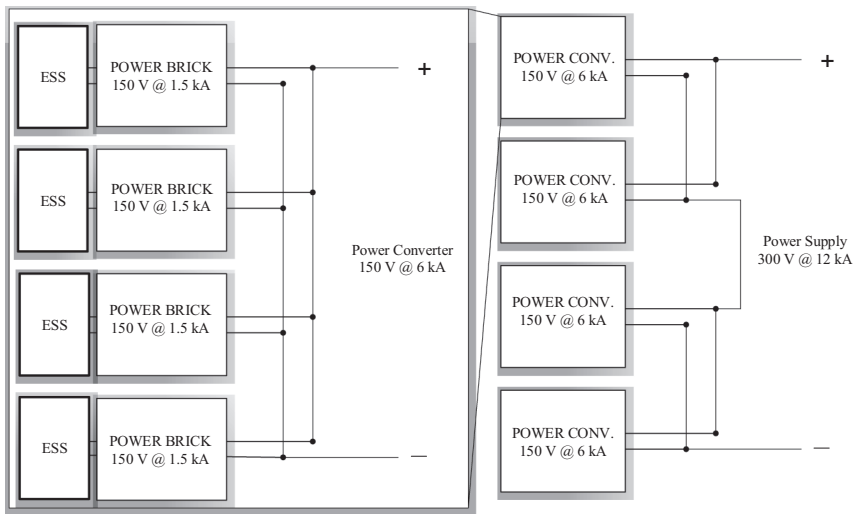 ESS
POWER BRICK
150 V @ 1.5 kA
+
ESS
POWER BRICK
150 V @ 1.5 kA
Power Converter
150 V @ 6 kA
ESS
POWER BRICK
150 V @ 1.5 kA
ESS
POWER BRICK
150 V @ 1.5 kA
—
POWER CONV.
150 V @ 6 kA
+
POWER CONV.
150 V @ 6 kA
Power Supply
300 V @ 12 kA
POWER CONV.
150 V @ 6 kA
POWER CONV.
150 V @ 6 kA
—